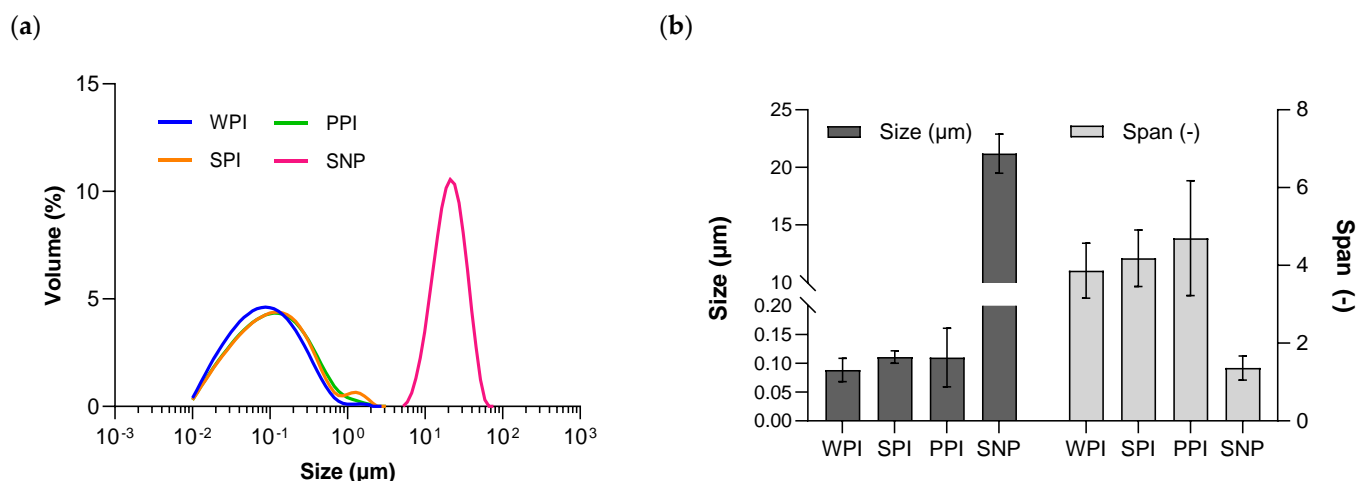 (a)
15
10
5
0
Volume (%)
WPI
PPI
SPI
SNP
10-3
10-2
10-1
100
101
102
103
Size (µm)
(b)
25
20
15
10
0.20
0.15
0.10
0.05
0.00
Size (µm)
Size (µm)
Span (-)
8
6
4
2
0
Span (-)
WPI SPI PPI SNP
WPI SPI PPI SNP